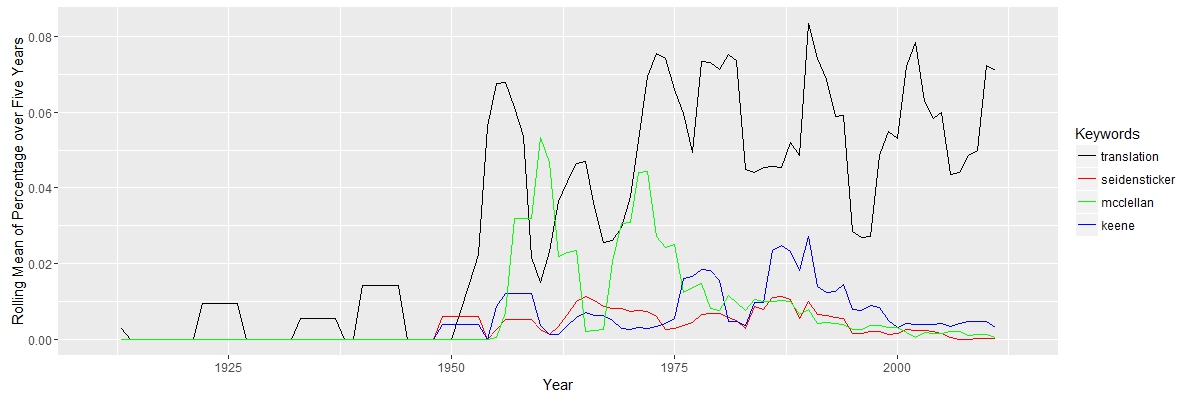 Rolling Mean of Percentage over Five Years
0.08
0.06
0.04
0.02
0.00
1925
1950
1975
2000
Year
Keywords
translation
seidensticker
mcclellan
keene